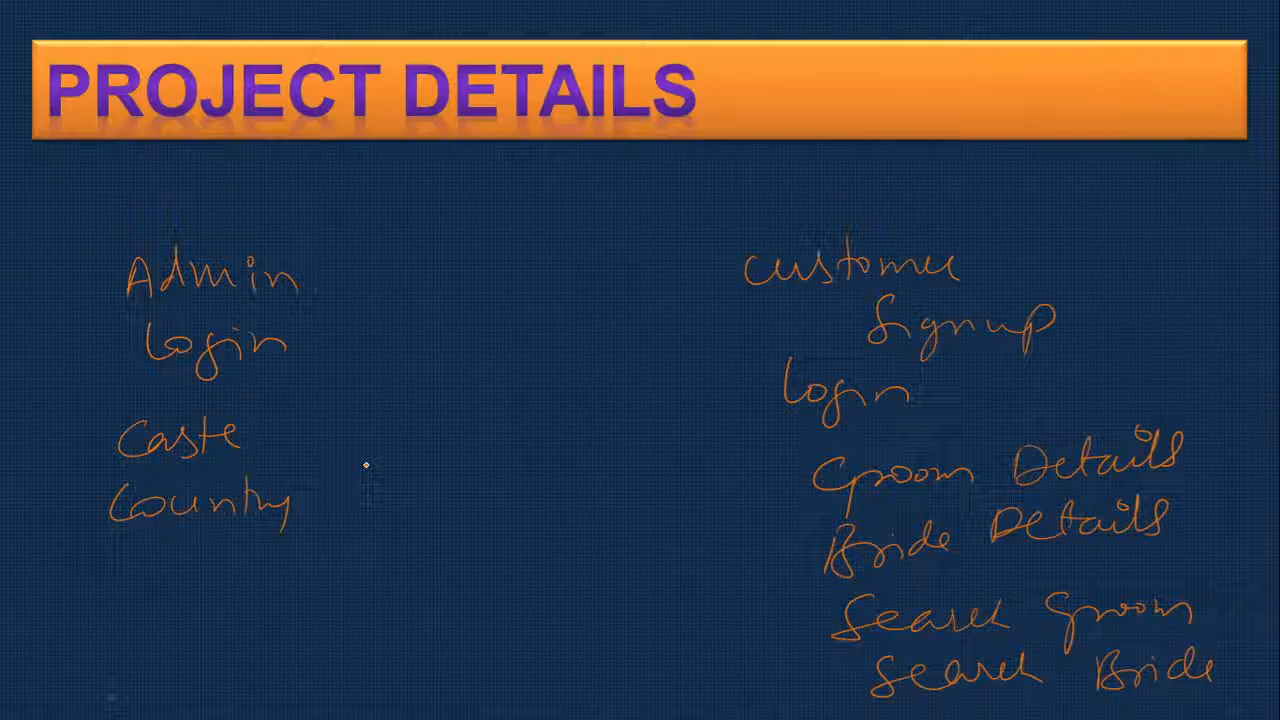 PROJECT DETAILS
Admin
Login
Caste
Country
Customer
Signup
Login
Groom Details
Bride Details
Search Groom
Search Bride